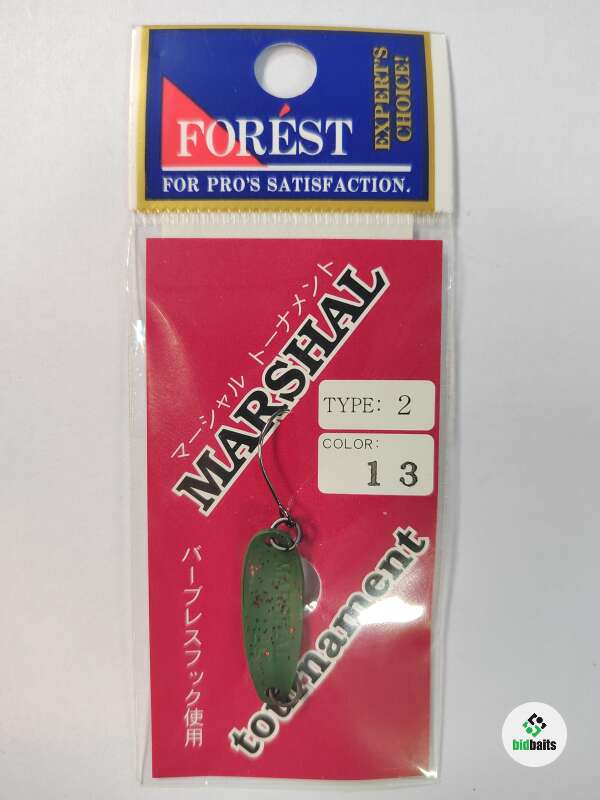 FORÉST
EXPERT'S
CHOICE!
FOR PRO'S SATISFACTION.
マーシャル トーナメント
MARSHAL
TYPE: 2
COLOR:
13
tournament
バーブレスフック使用
bidbaits